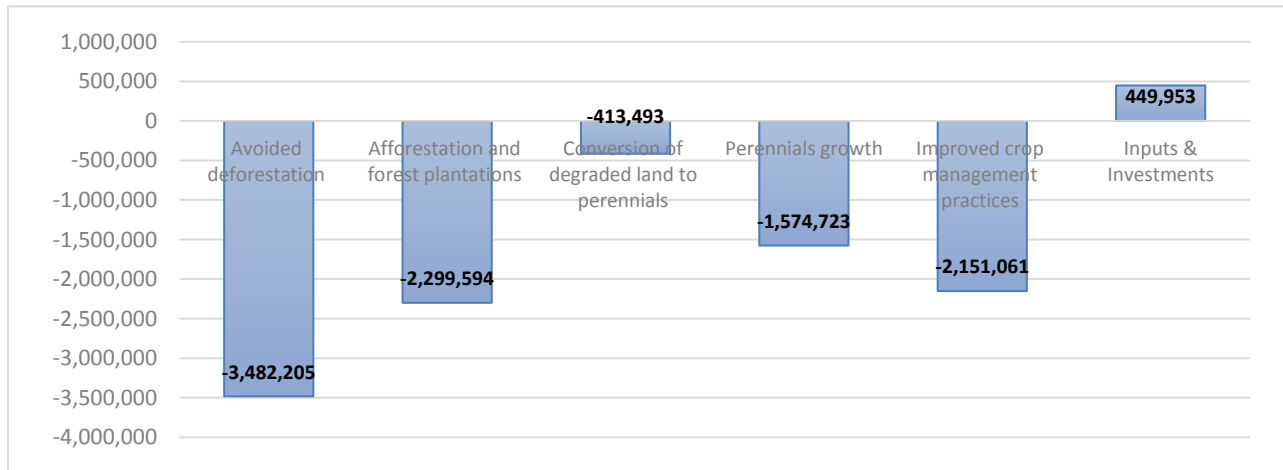 1,000,000
500,000
0
-500,000
-1,000,000
-1,500,000
-2,000,000
-2,500,000
-3,000,000
-3,500,000
-4,000,000
-3,482,205
-2,299,594
-413,493
-1,574,723
-2,151,061
449,953
Avoided
deforestation
Afforestation and
forest plantations
Conversion of
degraded land to
perennials
Perennials growth
Improved crop
management
practices
Inputs &
Investments